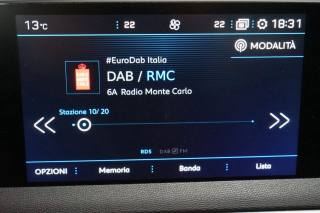 13°C 22 22 18:31
MODALITÀ
#EuroDab Italia
DAB / RMC
6A Radio Monte Carlo
Stazione 10/20
RDS DAB FM
OPZIONI Memoria Banda Lista